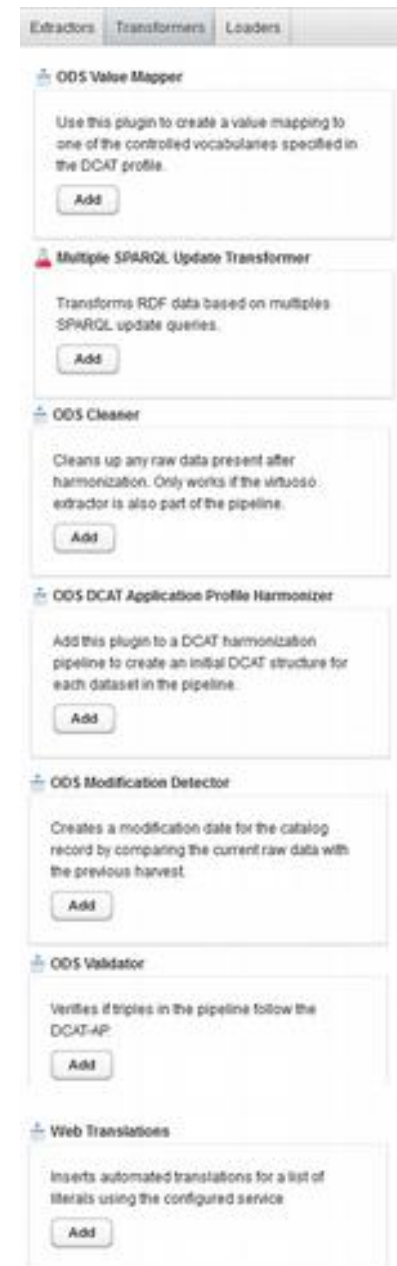 Extractors Transformers Loaders
ODS Value Mapper
Use this plugin to create a value mapping to
one of the controlled vocabularies specified in
the DCAT profile.
Add
Multiple SPARQL Update Transformer
Transforms RDF data based on multiples
SPARQL update queries.
Add
ODS Cleaner
Cleans up any raw data present after
harmonization. Only works if the virtuoso
extractor is also part of the pipeline.
Add
ODS DCAT Application Profile Harmonizer
Add this plugin to a DCAT harmonization
pipeline to create an initial DCAT structure for
each dataset in the pipeline.
Add
ODS Modification Detector
Creates a modification date for the catalog
record by comparing the current raw data with
the previous harvest.
Add
ODS Validator
Verifies if triples in the pipeline follow the
DCAT-AP
Add
Web Translations
Inserts automated translations for a list of
literals using the configured service
Add